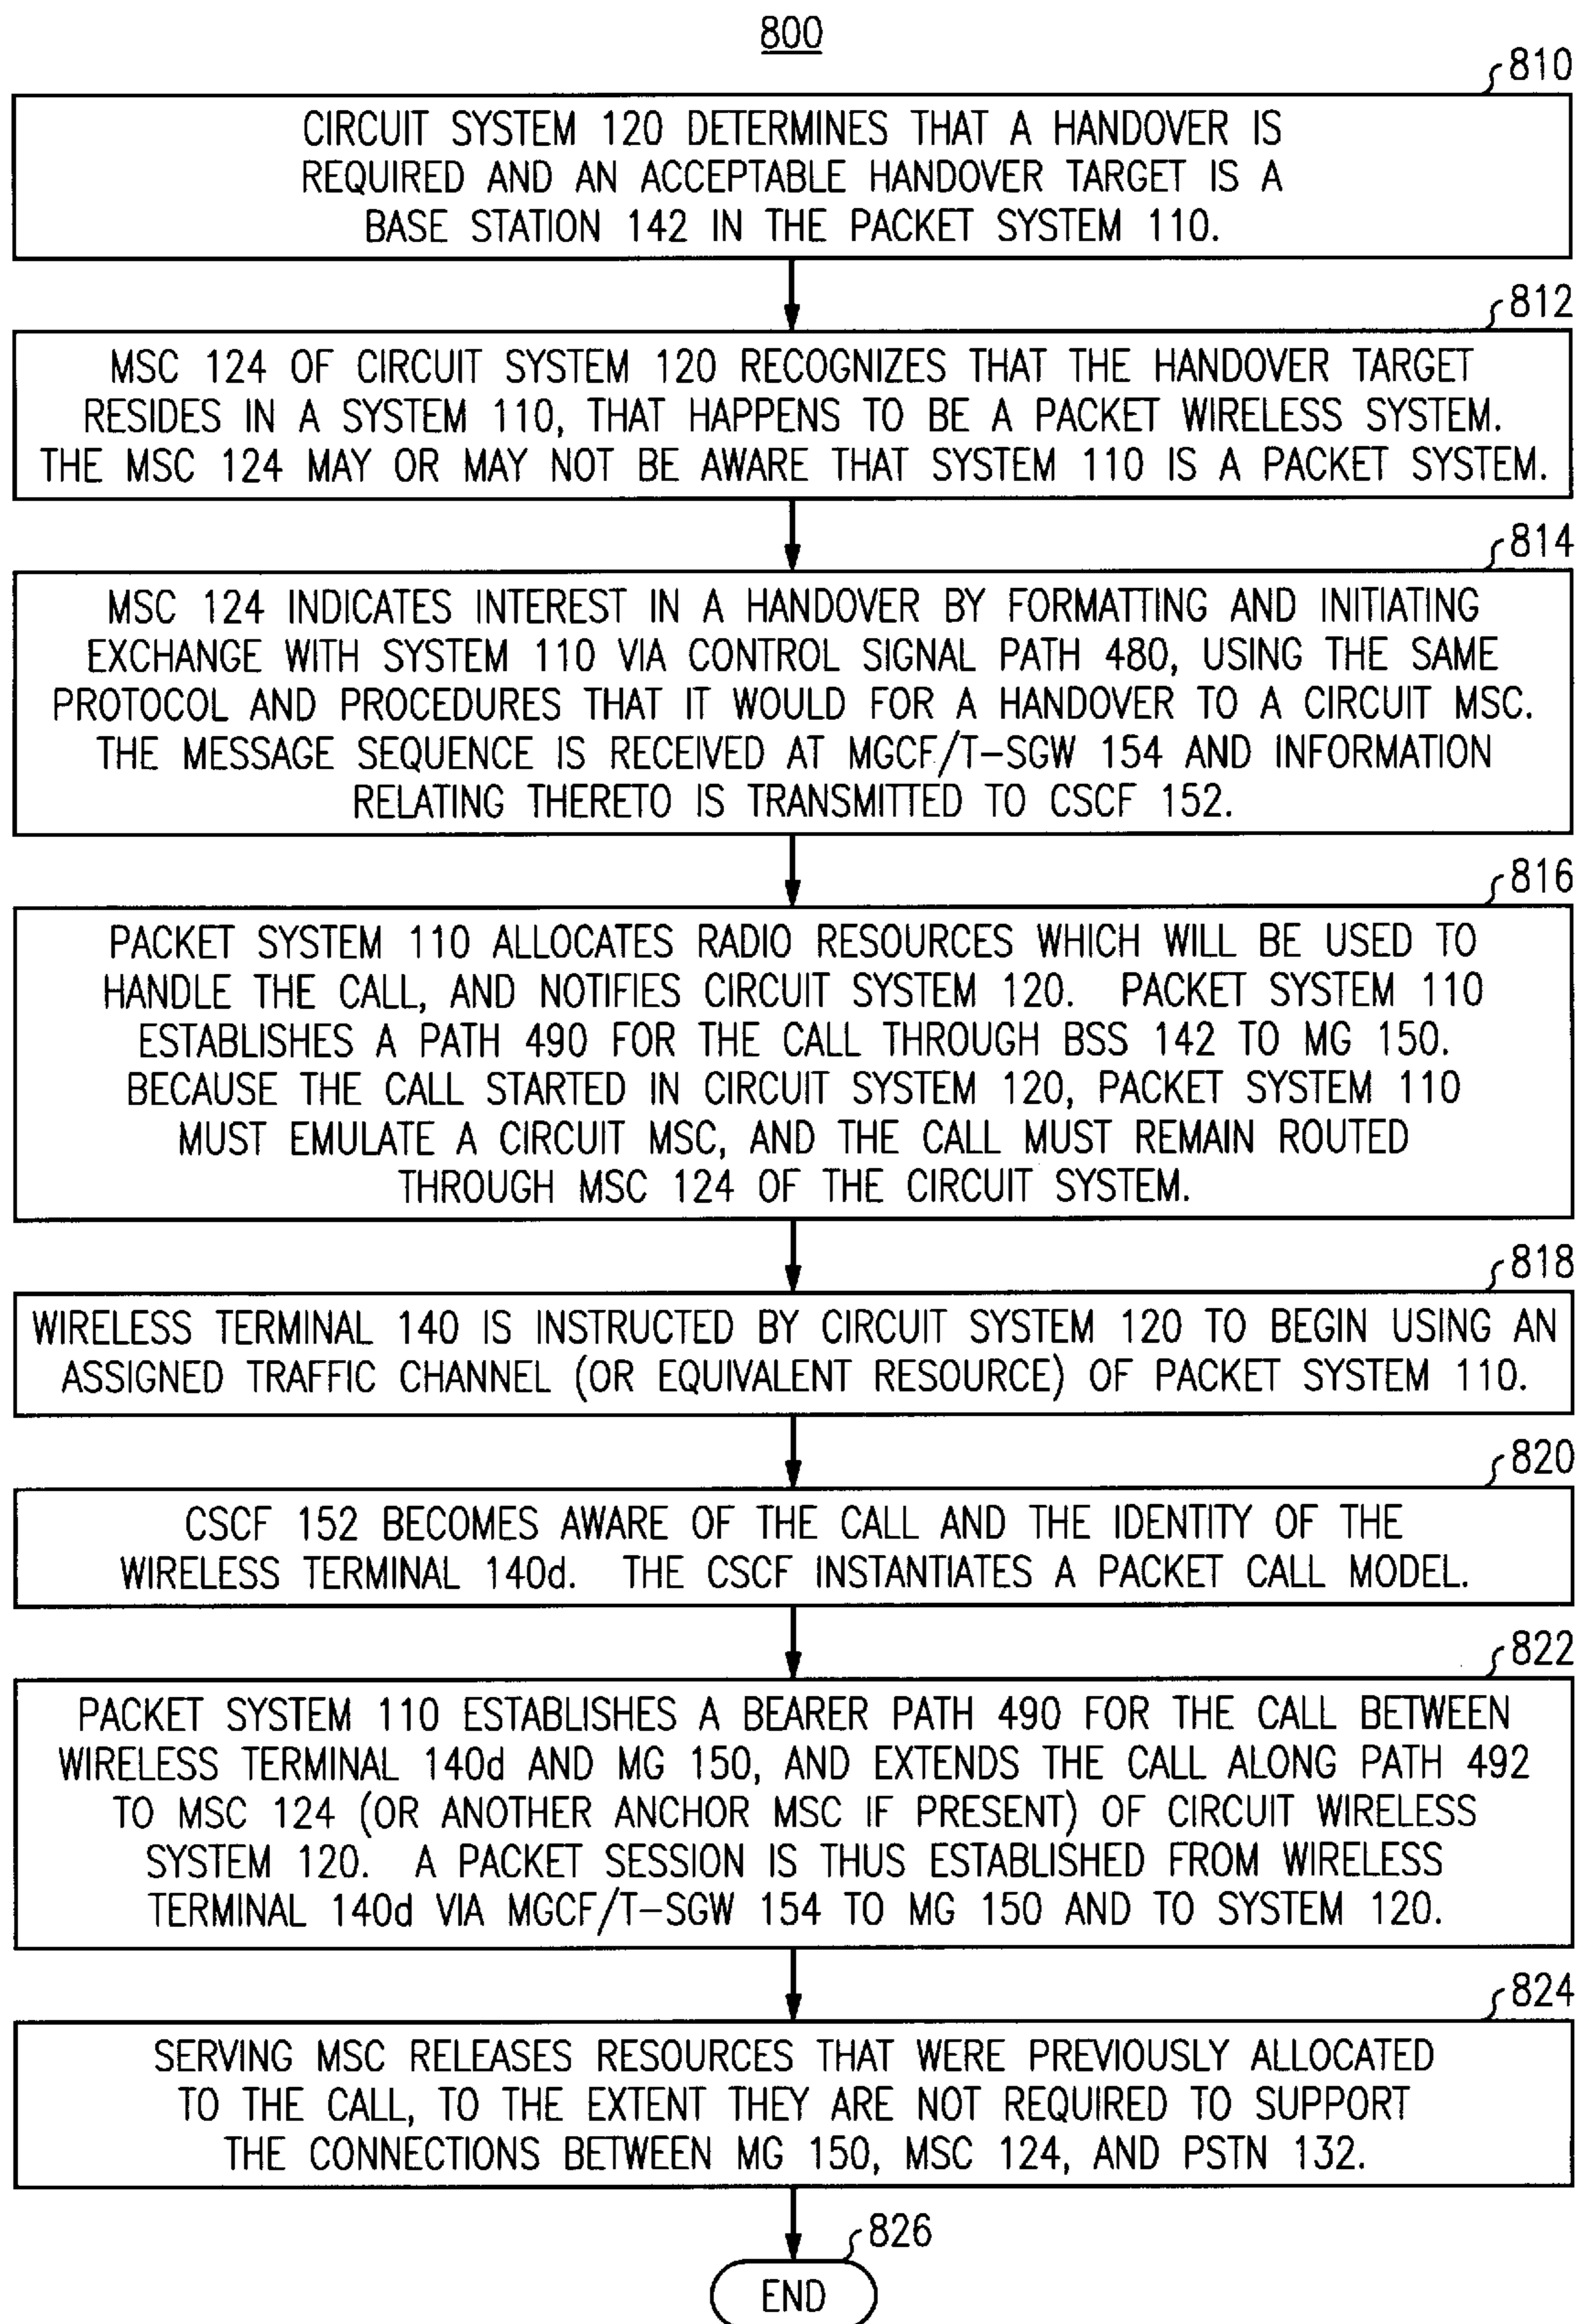 800
810
CIRCUIT SYSTEM 120 DETERMINES THAT A HANDOVER IS
REQUIRED AND AN ACCEPTABLE HANDOVER TARGET IS A
BASE STATION 142 IN THE PACKET SYSTEM 110.
812
MSC 124 OF CIRCUIT SYSTEM 120 RECOGNIZES THAT THE HANDOVER TARGET
RESIDES IN A SYSTEM 110, THAT HAPPENS TO BE A PACKET WIRELESS SYSTEM.
THE MSC 124 MAY OR MAY NOT BE AWARE THAT SYSTEM 110 IS A PACKET SYSTEM.
814
MSC 124 INDICATES INTEREST IN A HANDOVER BY FORMATTING AND INITIATING
EXCHANGE WITH SYSTEM 110 VIA CONTROL SIGNAL PATH 480, USING THE SAME
PROTOCOL AND PROCEDURES THAT IT WOULD FOR A HANDOVER TO A CIRCUIT MSC.
THE MESSAGE SEQUENCE IS RECEIVED AT MGCF/T-SGW 154 AND INFORMATION
RELATING THERETO IS TRANSMITTED TO CSCF 152.
816
PACKET SYSTEM 110 ALLOCATES RADIO RESOURCES WHICH WILL BE USED TO
HANDLE THE CALL, AND NOTIFIES CIRCUIT SYSTEM 120. PACKET SYSTEM 110
ESTABLISHES A PATH 490 FOR THE CALL THROUGH BSS 142 TO MG 150.
BECAUSE THE CALL STARTED IN CIRCUIT SYSTEM 120, PACKET SYSTEM 110
MUST EMULATE A CIRCUIT MSC, AND THE CALL MUST REMAIN ROUTED
THROUGH MSC 124 OF THE CIRCUIT SYSTEM.
818
WIRELESS TERMINAL 140 IS INSTRUCTED BY CIRCUIT SYSTEM 120 TO BEGIN USING AN
ASSIGNED TRAFFIC CHANNEL (OR EQUIVALENT RESOURCE) OF PACKET SYSTEM 110.
820
CSCF 152 BECOMES AWARE OF THE CALL AND THE IDENTITY OF THE
WIRELESS TERMINAL 140d. THE CSCF INSTANTIATES A PACKET CALL MODEL.
822
PACKET SYSTEM 110 ESTABLISHES A BEARER PATH 490 FOR THE CALL BETWEEN
WIRELESS TERMINAL 140d AND MG 150, AND EXTENDS THE CALL ALONG PATH 492
TO MSC 124 (OR ANOTHER ANCHOR MSC IF PRESENT) OF CIRCUIT WIRELESS
SYSTEM 120. A PACKET SESSION IS THUS ESTABLISHED FROM WIRELESS
TERMINAL 140d VIA MGCF/T-SGW 154 TO MG 150 AND TO SYSTEM 120.
824
SERVING MSC RELEASES RESOURCES THAT WERE PREVIOUSLY ALLOCATED
TO THE CALL, TO THE EXTENT THEY ARE NOT REQUIRED TO SUPPORT
THE CONNECTIONS BETWEEN MG 150, MSC 124, AND PSTN 132.
826
END